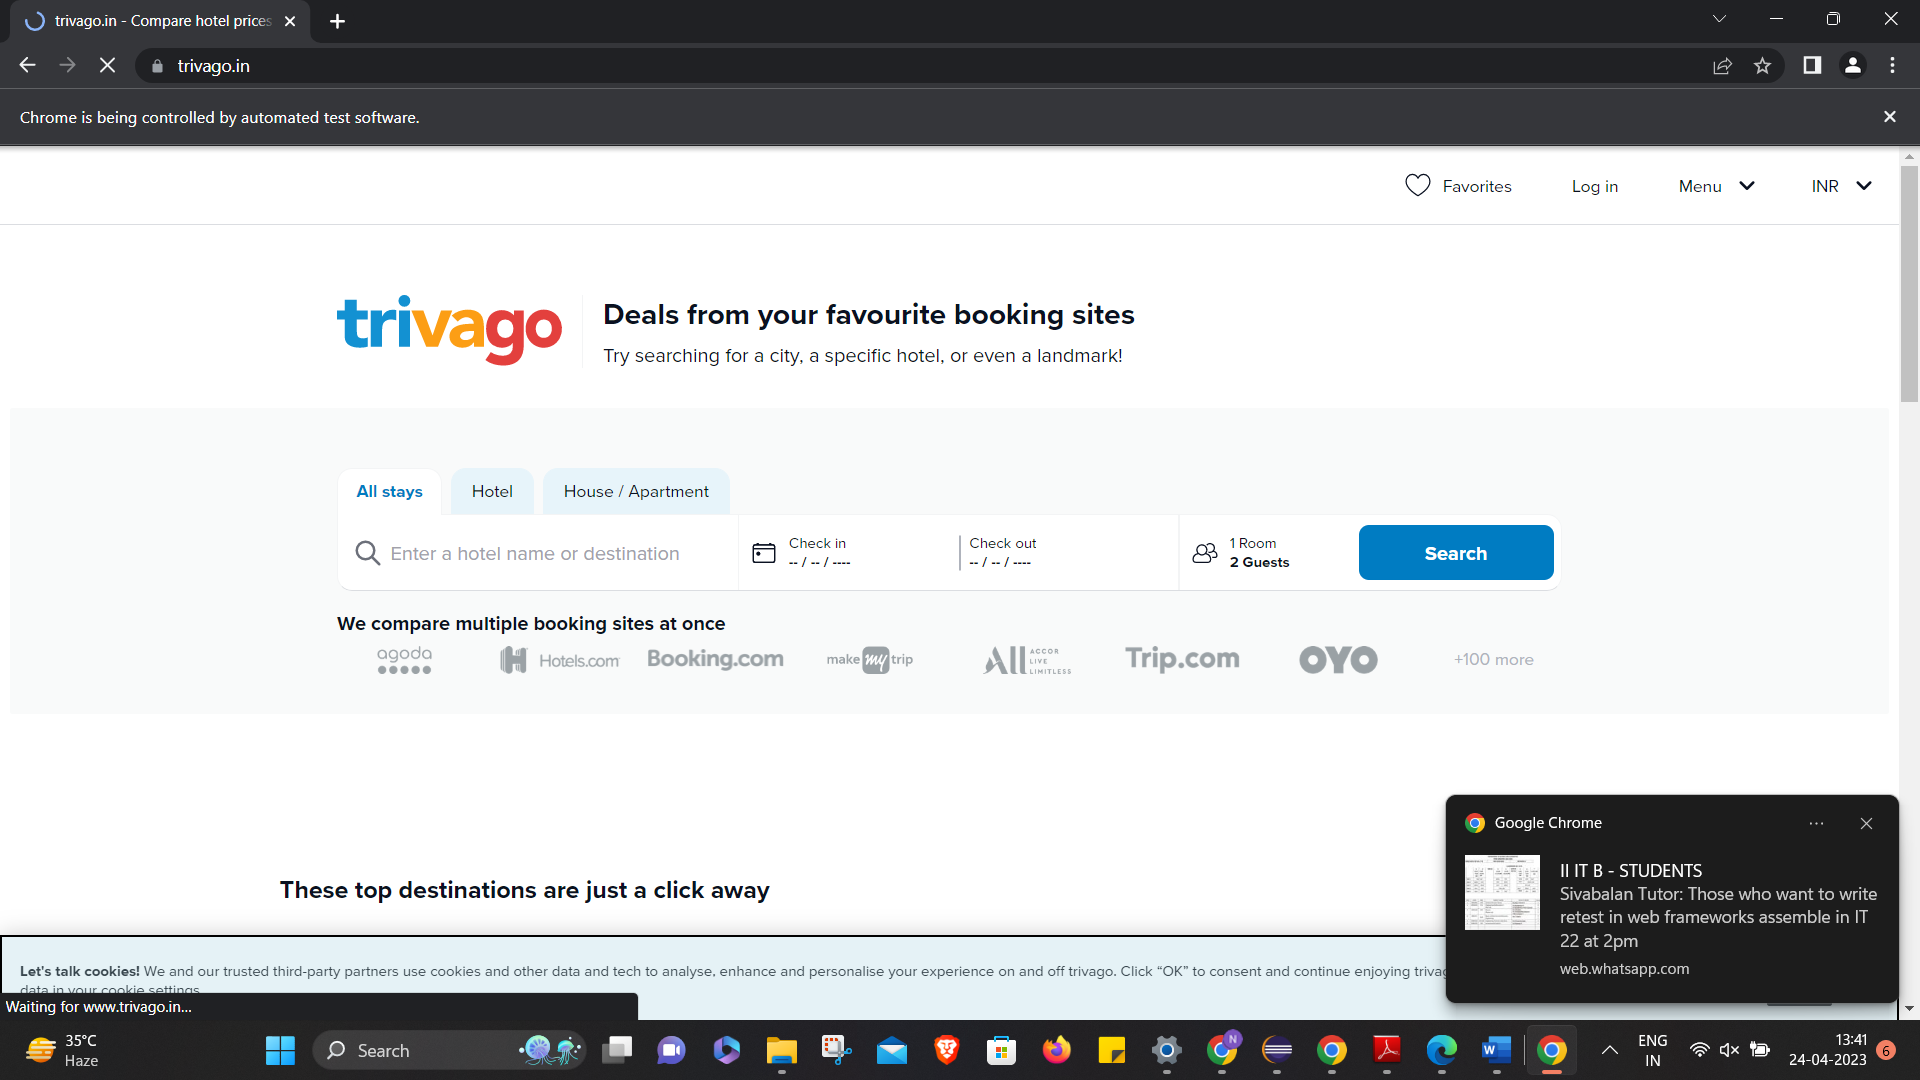 trivago.in - Compare hotel prices
trivago.in
Chrome is being controlled by automated test software.
Favorites
Log in
Menu
INR
trivago
Deals from your favourite booking sites
Try searching for a city, a specific hotel, or even a landmark!
All stays
Hotel
House / Apartment
Enter a hotel name or destination
Check in
-- / -- / ----
Check out
-- / -- / ----
1 Room
2 Guests
Search
We compare multiple booking sites at once
agoda
Hotels.com
Booking.com
make my trip
All ACCOR LIVE LIMITLESS
Trip.com
OYO
+100 more
These top destinations are just a click away
Google Chrome
II IT B - STUDENTS
Sivabalan Tutor: Those who want to write
retest in web frameworks assemble in IT
22 at 2pm
web.whatsapp.com
Let's talk cookies! We and our trusted third-party partners use cookies and other data and tech to analyse, enhance and personalise your experience on and off trivago. Click “OK” to consent and continue enjoying
data in your cookie settings
Waiting for www.trivago.in...
35°C
Haze
Search
N
W
ENG
IN
13:41
24-04-2023
6